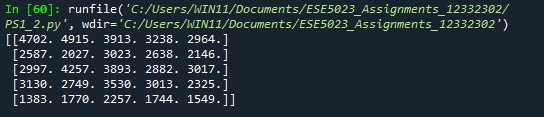 In [60]: runfile('C:/Users/WIN11/Documents/ESE5023_Assignments_12332302/
PS1_2.py', wdir='C:/Users/WIN11/Documents/ESE5023_Assignments_12332302')
[[4702. 4915. 3913. 3238. 2964.]
 [2587. 2027. 3023. 2638. 2146.]
 [2997. 4257. 3893. 2882. 3017.]
 [3130. 2749. 3530. 3013. 2325.]
 [1383. 1770. 2257. 1744. 1549.]]